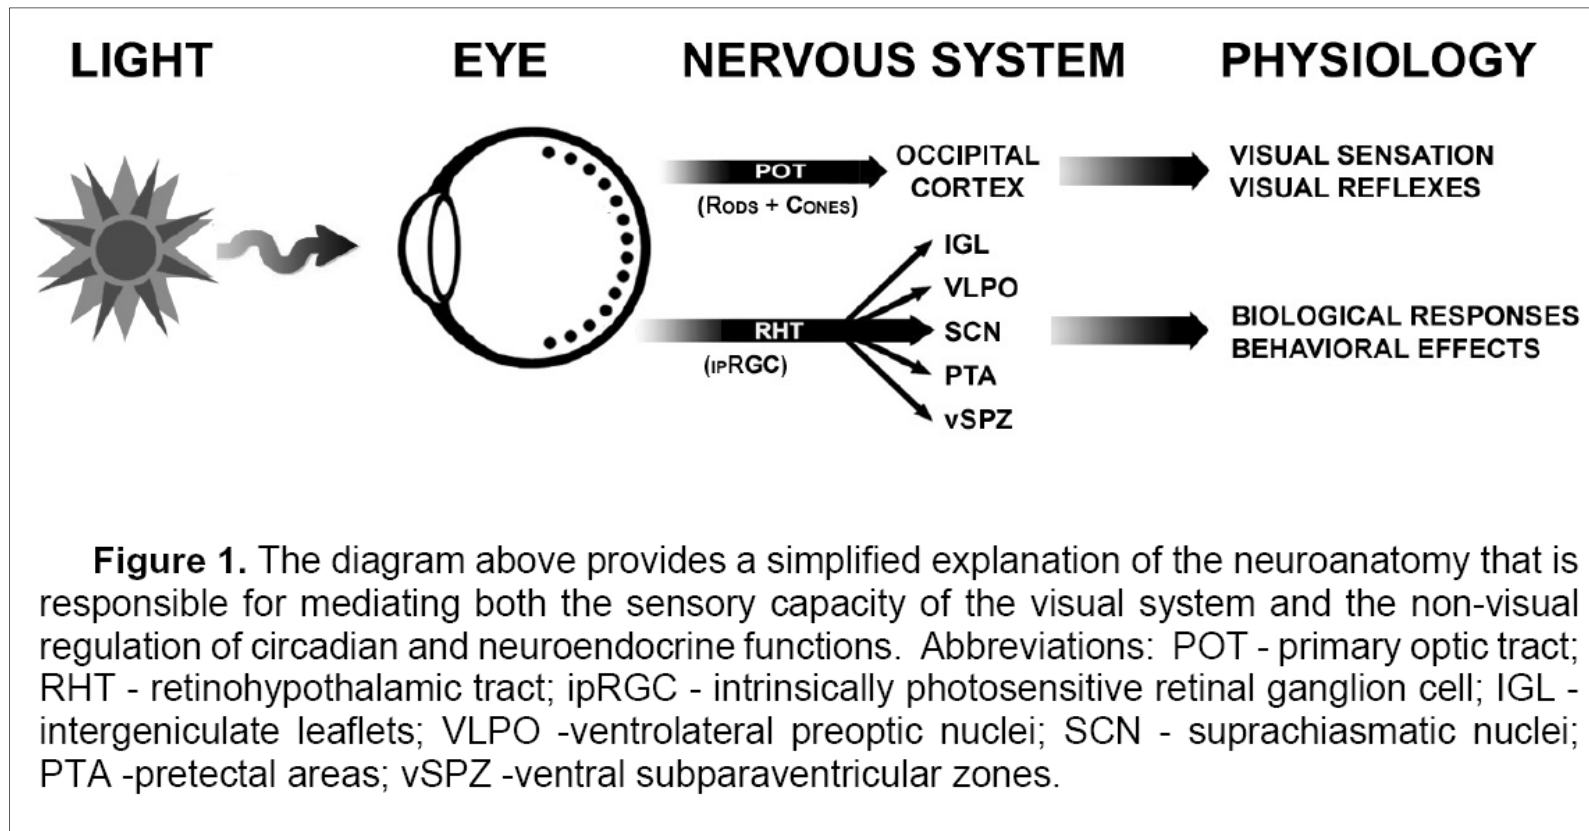 LIGHT EYE NERVOUS SYSTEM PHYSIOLOGY
POT
(RODS + CONES)
OCCIPITAL
CORTEX
VISUAL SENSATION
VISUAL REFLEXES
RHT
(IPRGC)
IGL
VLPO
SCN
PTA
vSPZ
BIOLOGICAL RESPONSES
BEHAVIORAL EFFECTS
Figure 1. The diagram above provides a simplified explanation of the neuroanatomy that is
responsible for mediating both the sensory capacity of the visual system and the non-visual
regulation of circadian and neuroendocrine functions. Abbreviations: POT - primary optic tract;
RHT - retinohypothalamic tract; ipRGC - intrinsically photosensitive retinal ganglion cell; IGL -
intergeniculate leaflets; VLPO -ventrolateral preoptic nuclei; SCN - suprachiasmatic nuclei;
PTA -pretectal areas; vSPZ -ventral subparaventricular zones.